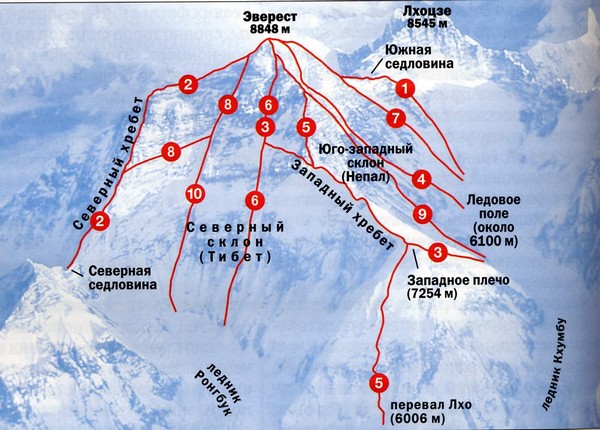 Эверест
8848 м
Лхоцзе
8545 м
Южная
седловина
2
1
8
6
7
3
5
Юго-западный
склон
(Непал)
8
Северный хребет
Западный хребет
4
10
6
Ледовое
поле
(около
6100 м)
9
2
Северный
склон
(Тибет)
3
Северная
седловина
Западное плечо
(7254 м)
ледник
Ронгбук
5
ледник Кхумбу
перевал Лхо
(6006 м)